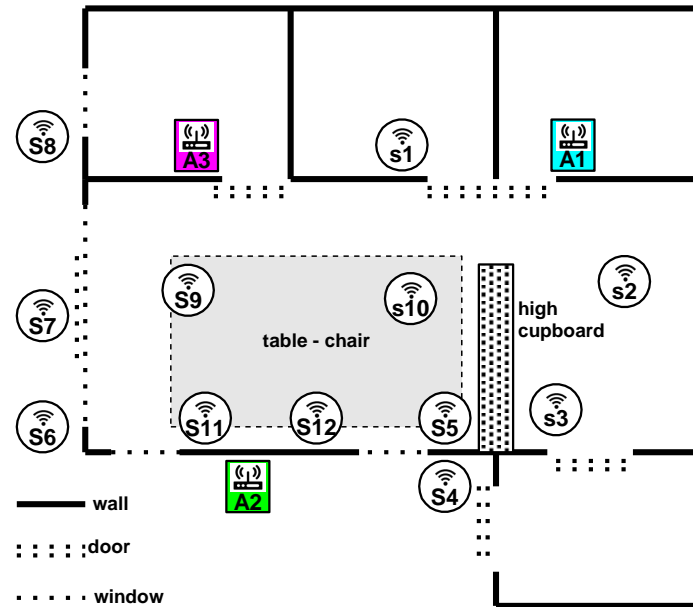 S8
A3
s1
A1
S7
S9
s10
s2
high
cupboard
table - chair
S6
S11
S12
S5
s3
A2
S4
wall
door
window